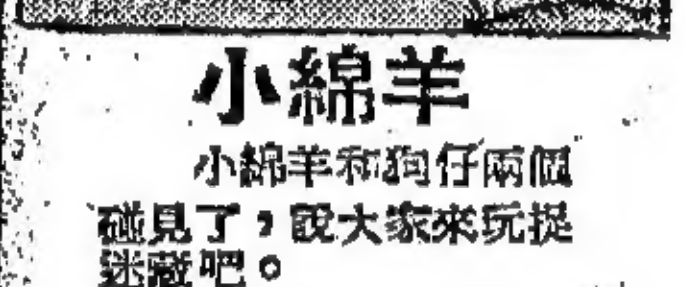 小綿羊
小綿羊和狗仔兩個
碰見了，說大家來玩捉
迷藏吧。